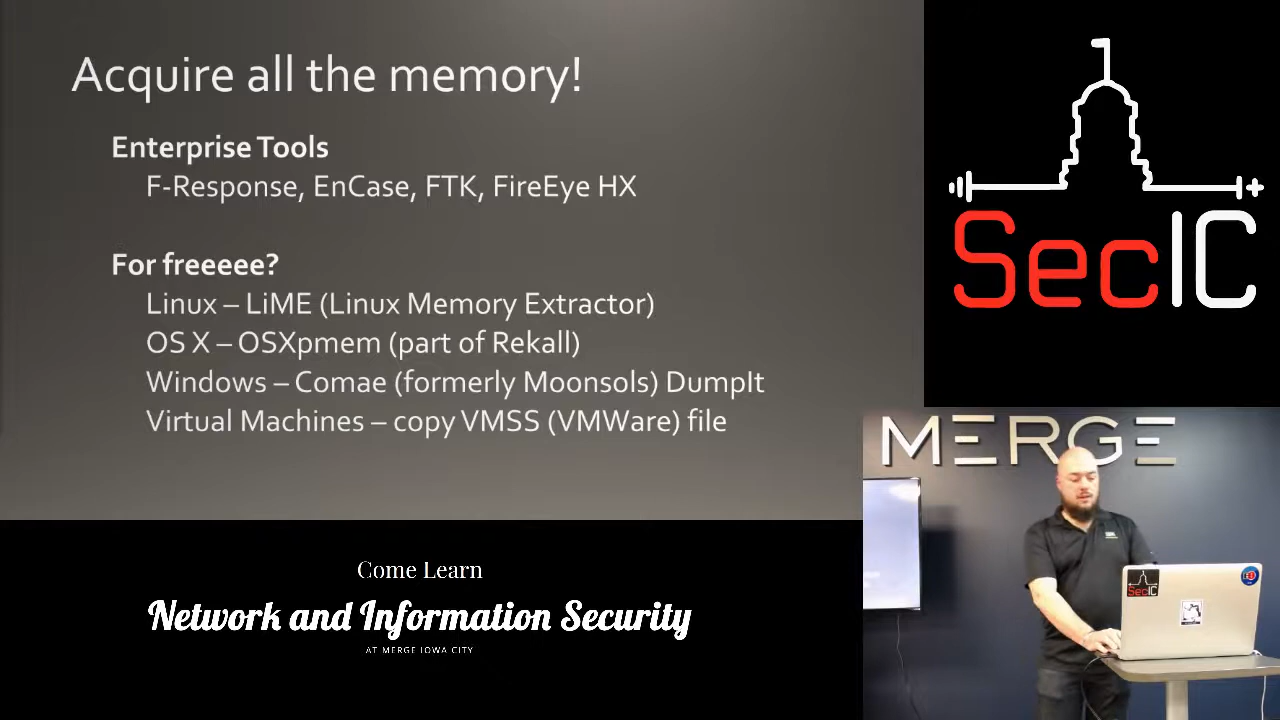 Acquire all the memory!
Enterprise Tools
F-Response, EnCase, FTK, FireEye HX
For freeeee?
Linux – LiME (Linux Memory Extractor)
OS X – OSXpmem (part of Rekall)
Windows – Comae (formerly Moonsols) DumpIt
Virtual Machines – copy VMSS (VMWare) file
SecIC
MERGE
SecIC
Come Learn
Network and Information Security
AT MERGE IOWA CITY